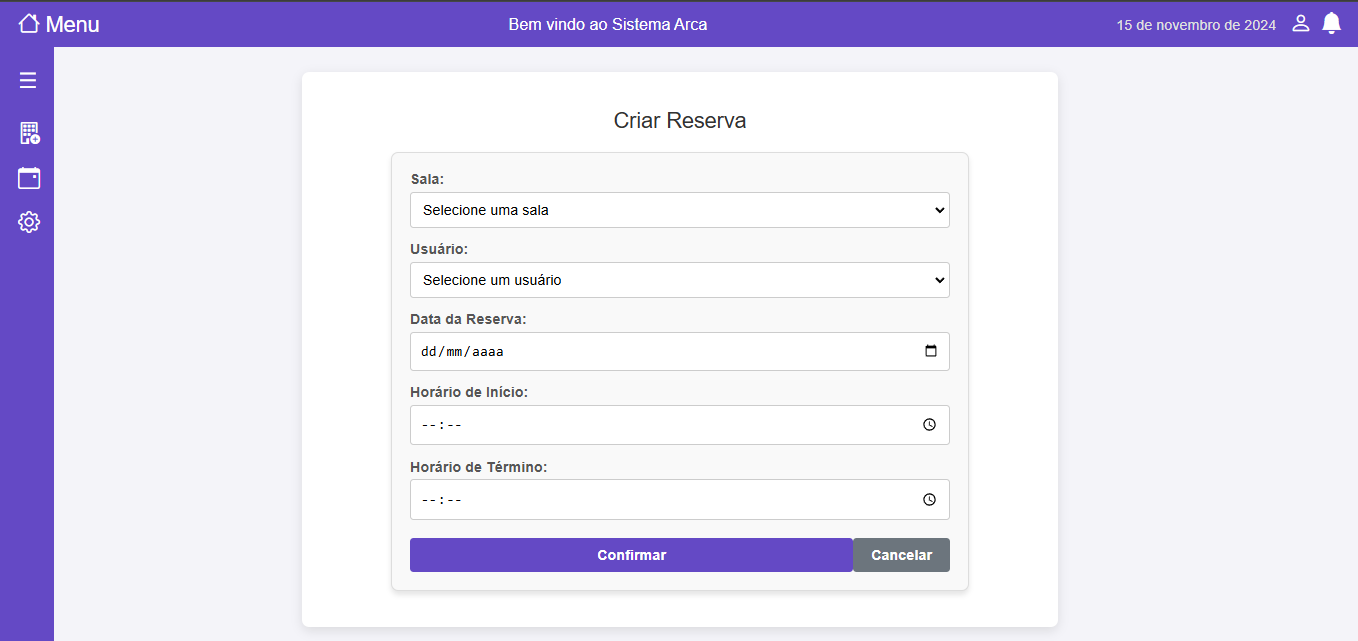 Menu
Bem vindo ao Sistema Arca
15 de novembro de 2024
Criar Reserva
Sala:
Selecione uma sala
Usuário:
Selecione um usuário
Data da Reserva:
dd/mm/aaaa
Horário de Início:
--:--
Horário de Término:
--:--
Confirmar
Cancelar